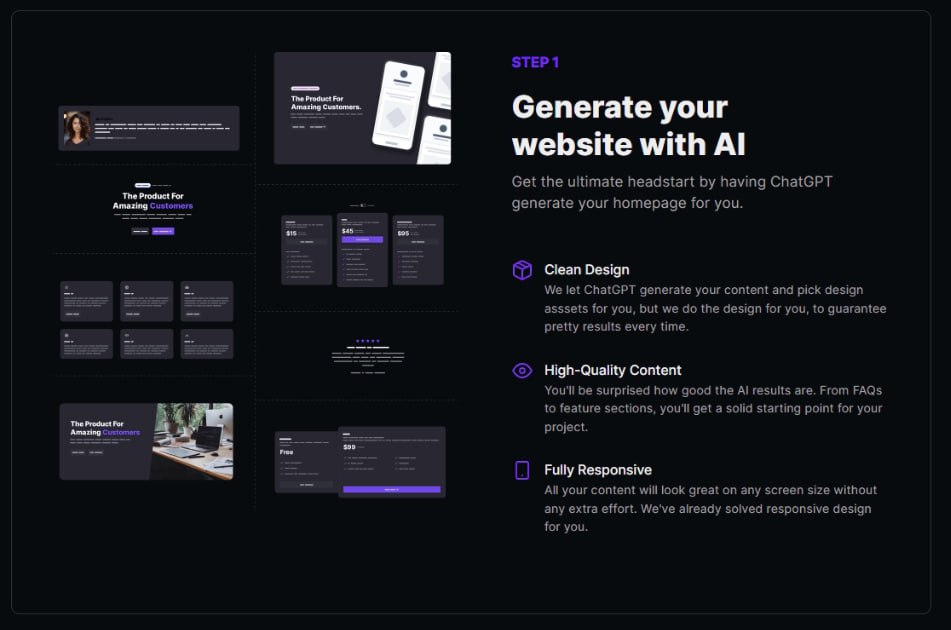 The Product For
Amazing Customers.
The Product For
Amazing Customers
$15
$45
$95
The Product For
Amazing Customers
Free
$99
STEP 1
Generate your
website with AI
Get the ultimate headstart by having ChatGPT
generate your homepage for you.
Clean Design
We let ChatGPT generate your content and pick design
asssets for you, but we do the design for you, to guarantee
pretty results every time.
High-Quality Content
You'll be surprised how good the AI results are. From FAQs
to feature sections, you'll get a solid starting point for your
project.
Fully Responsive
All your content will look great on any screen size without
any extra effort. We've already solved responsive design
for you.